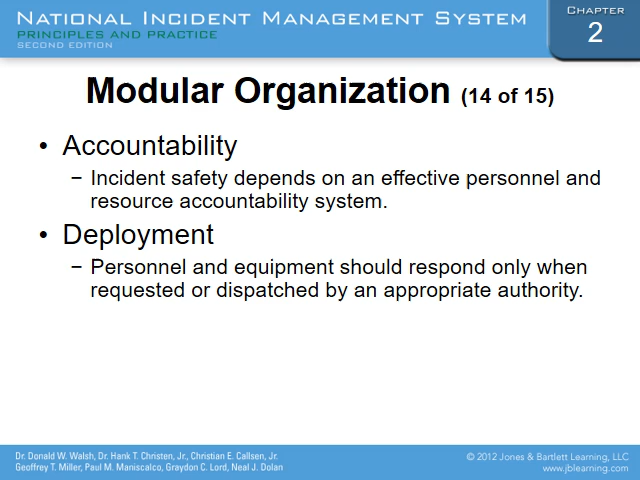 NATIONAL INCIDENT MANAGEMENT SYSTEM
PRINCIPLES AND PRACTICE
SECOND EDITION
CHAPTER
2
Modular Organization (14 of 15)
• Accountability
– Incident safety depends on an effective personnel and
resource accountability system.
• Deployment
– Personnel and equipment should respond only when
requested or dispatched by an appropriate authority.
Dr. Donald W. Walsh, Dr. Hank T. Christen, Jr., Christian E. Callsen, Jr.
Geoffrey T. Miller, Paul M. Maniscalco, Graydon C. Lord, Neal J. Dolan
© 2012 Jones & Bartlett Learning, LLC
www.jblearning.com